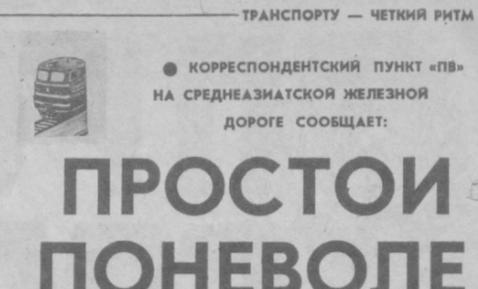 ТРАНСПОРТУ — ЧЕТКИЙ РИТМ
● КОРРЕСПОНДЕНТСКИЙ ПУНКТ «ПВ»
НА СРЕДНЕАЗИАТСКОЙ ЖЕЛЕЗНОЙ
ДОРОГЕ СООБЩАЕТ:
ПРОСТОИ
ПОНЕВОЛЕ